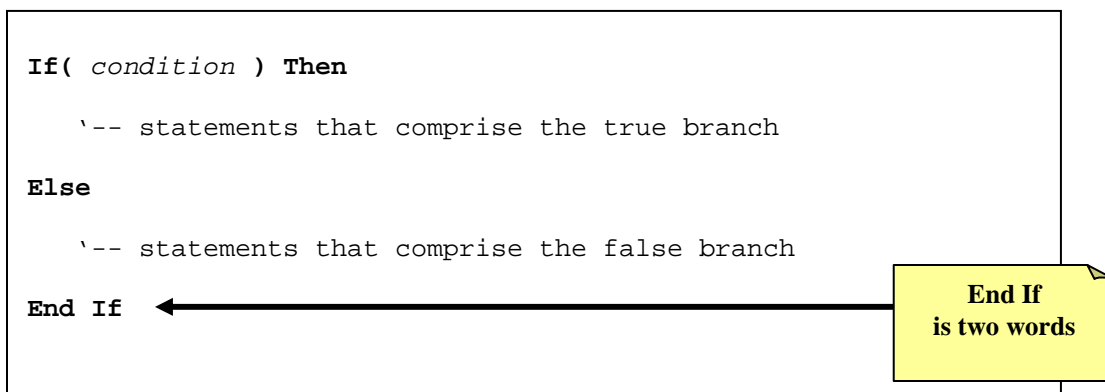 If( condition ) Then
‘-- statements that comprise the true branch
Else
‘-- statements that comprise the false branch
End If
End If
is two words